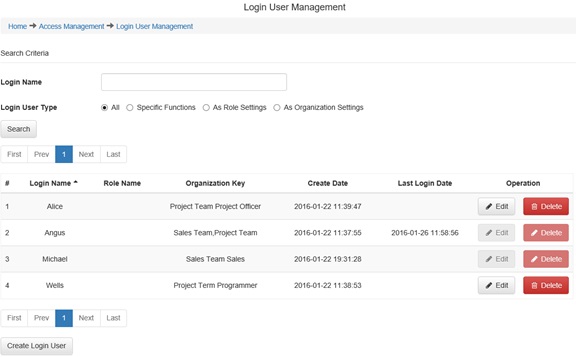 Login User Management
Home ➔ Access Management ➔ Login User Management
Search Criteria
Login Name
Login User Type All Specific Functions As Role Settings As Organization Settings
Search
First Prev 1 Next Last
# Login Name Role Name Organization Key Create Date Last Login Date Operation
1 Alice Project Team Project Officer 2016-01-22 11:39:47 Edit Delete
2 Angus Sales Team,Project Team 2016-01-22 11:37:55 2016-01-26 11:58:56 Edit Delete
3 Michael Sales Team Sales 2016-01-22 19:31:28 Edit Delete
4 Wells Project Term Programmer 2016-01-22 11:38:53 Edit Delete
First Prev 1 Next Last
Create Login User